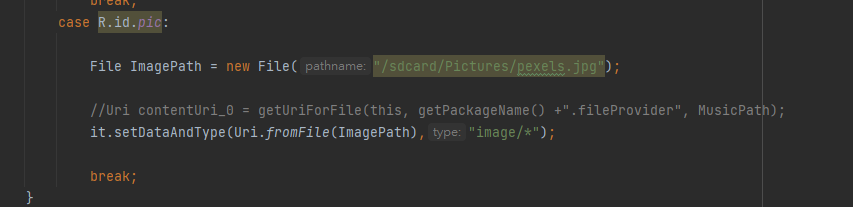 break;
case R.id.pic:
File ImagePath = new File( pathname: "/sdcard/Pictures/pexels.jpg");
//Uri contentUri_0 = getUriForFile(this, getPackageName() +".fileProvider", MusicPath);
it.setDataAndType(Uri.fromFile(ImagePath), type: "image/*");
break;
}